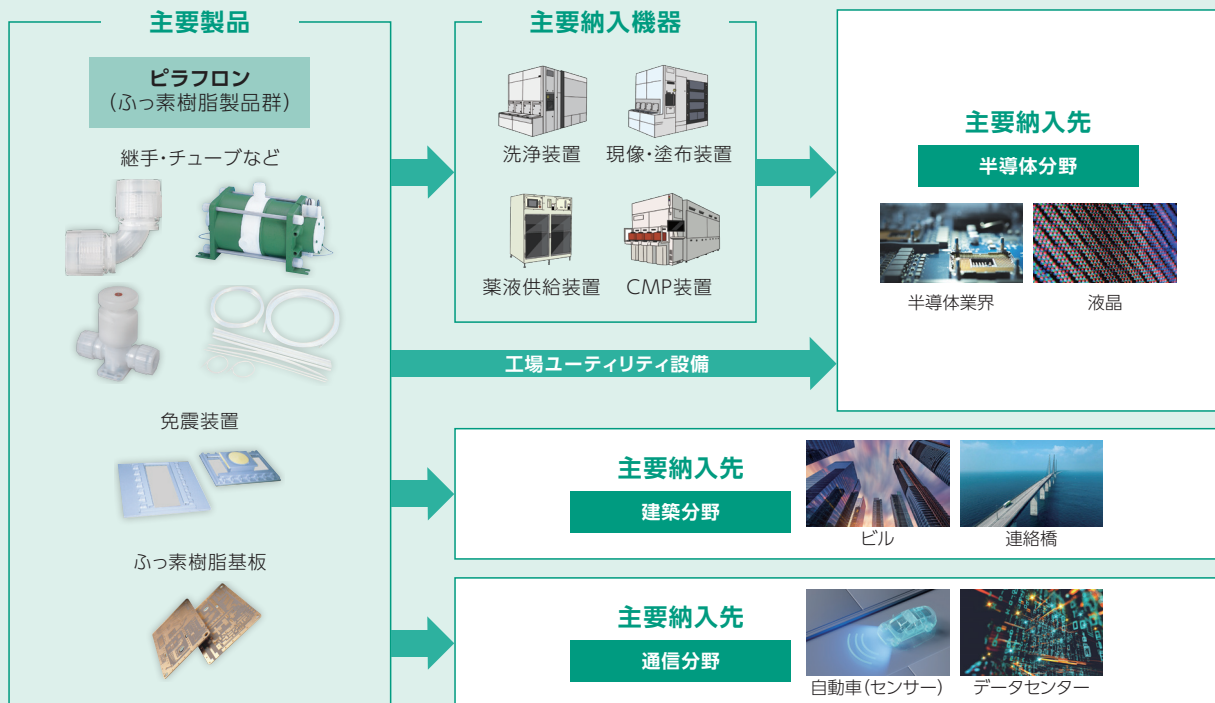 主要製品
ピラフロン
(ふっ素樹脂製品群)
継手・チューブなど
免震装置
ふっ素樹脂基板
主要納入機器
洗浄装置
現像・塗布装置
薬液供給装置
CMP装置
工場ユーティリティ設備
主要納入先
半導体分野
半導体業界
液晶
主要納入先
建築分野
ビル
連絡橋
主要納入先
通信分野
自動車(センサー)
データセンター